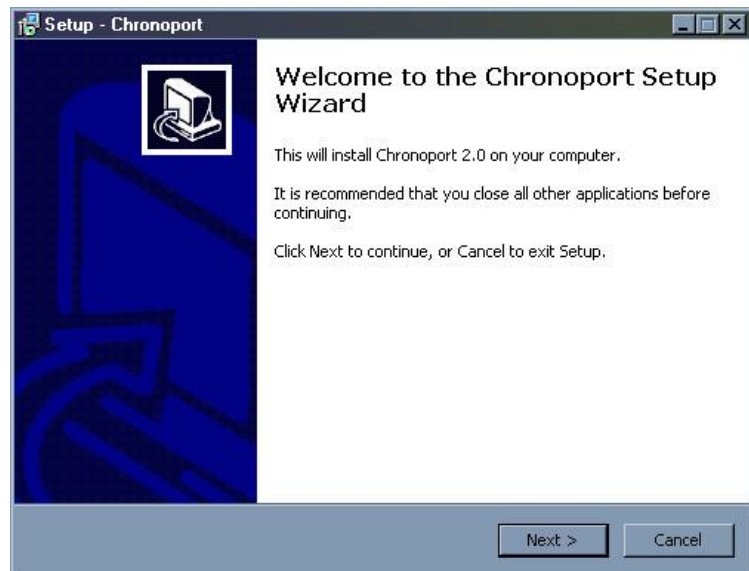 Setup - Chronoport
Welcome to the Chronoport Setup
Wizard
This will install Chronoport 2.0 on your computer.
It is recommended that you close all other applications before
continuing.
Click Next to continue, or Cancel to exit Setup.
Next >
Cancel